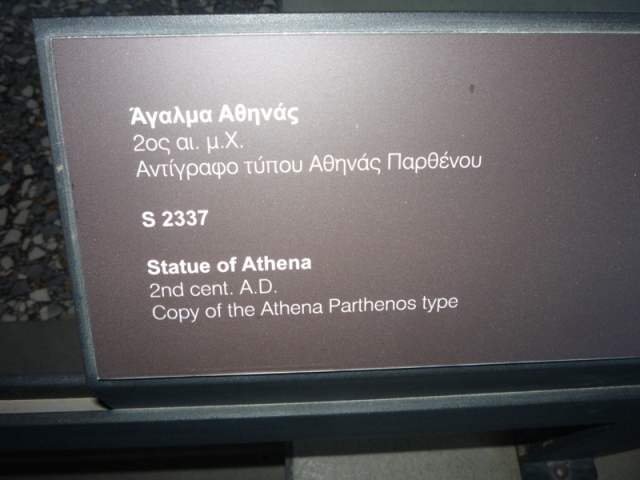 Άγαλμα Αθηνάς
2ος αι. μ.Χ.
Αντίγραφο τύπου Αθηνάς Παρθένου
S 2337
Statue of Athena
2nd cent. A.D.
Copy of the Athena Parthenos type